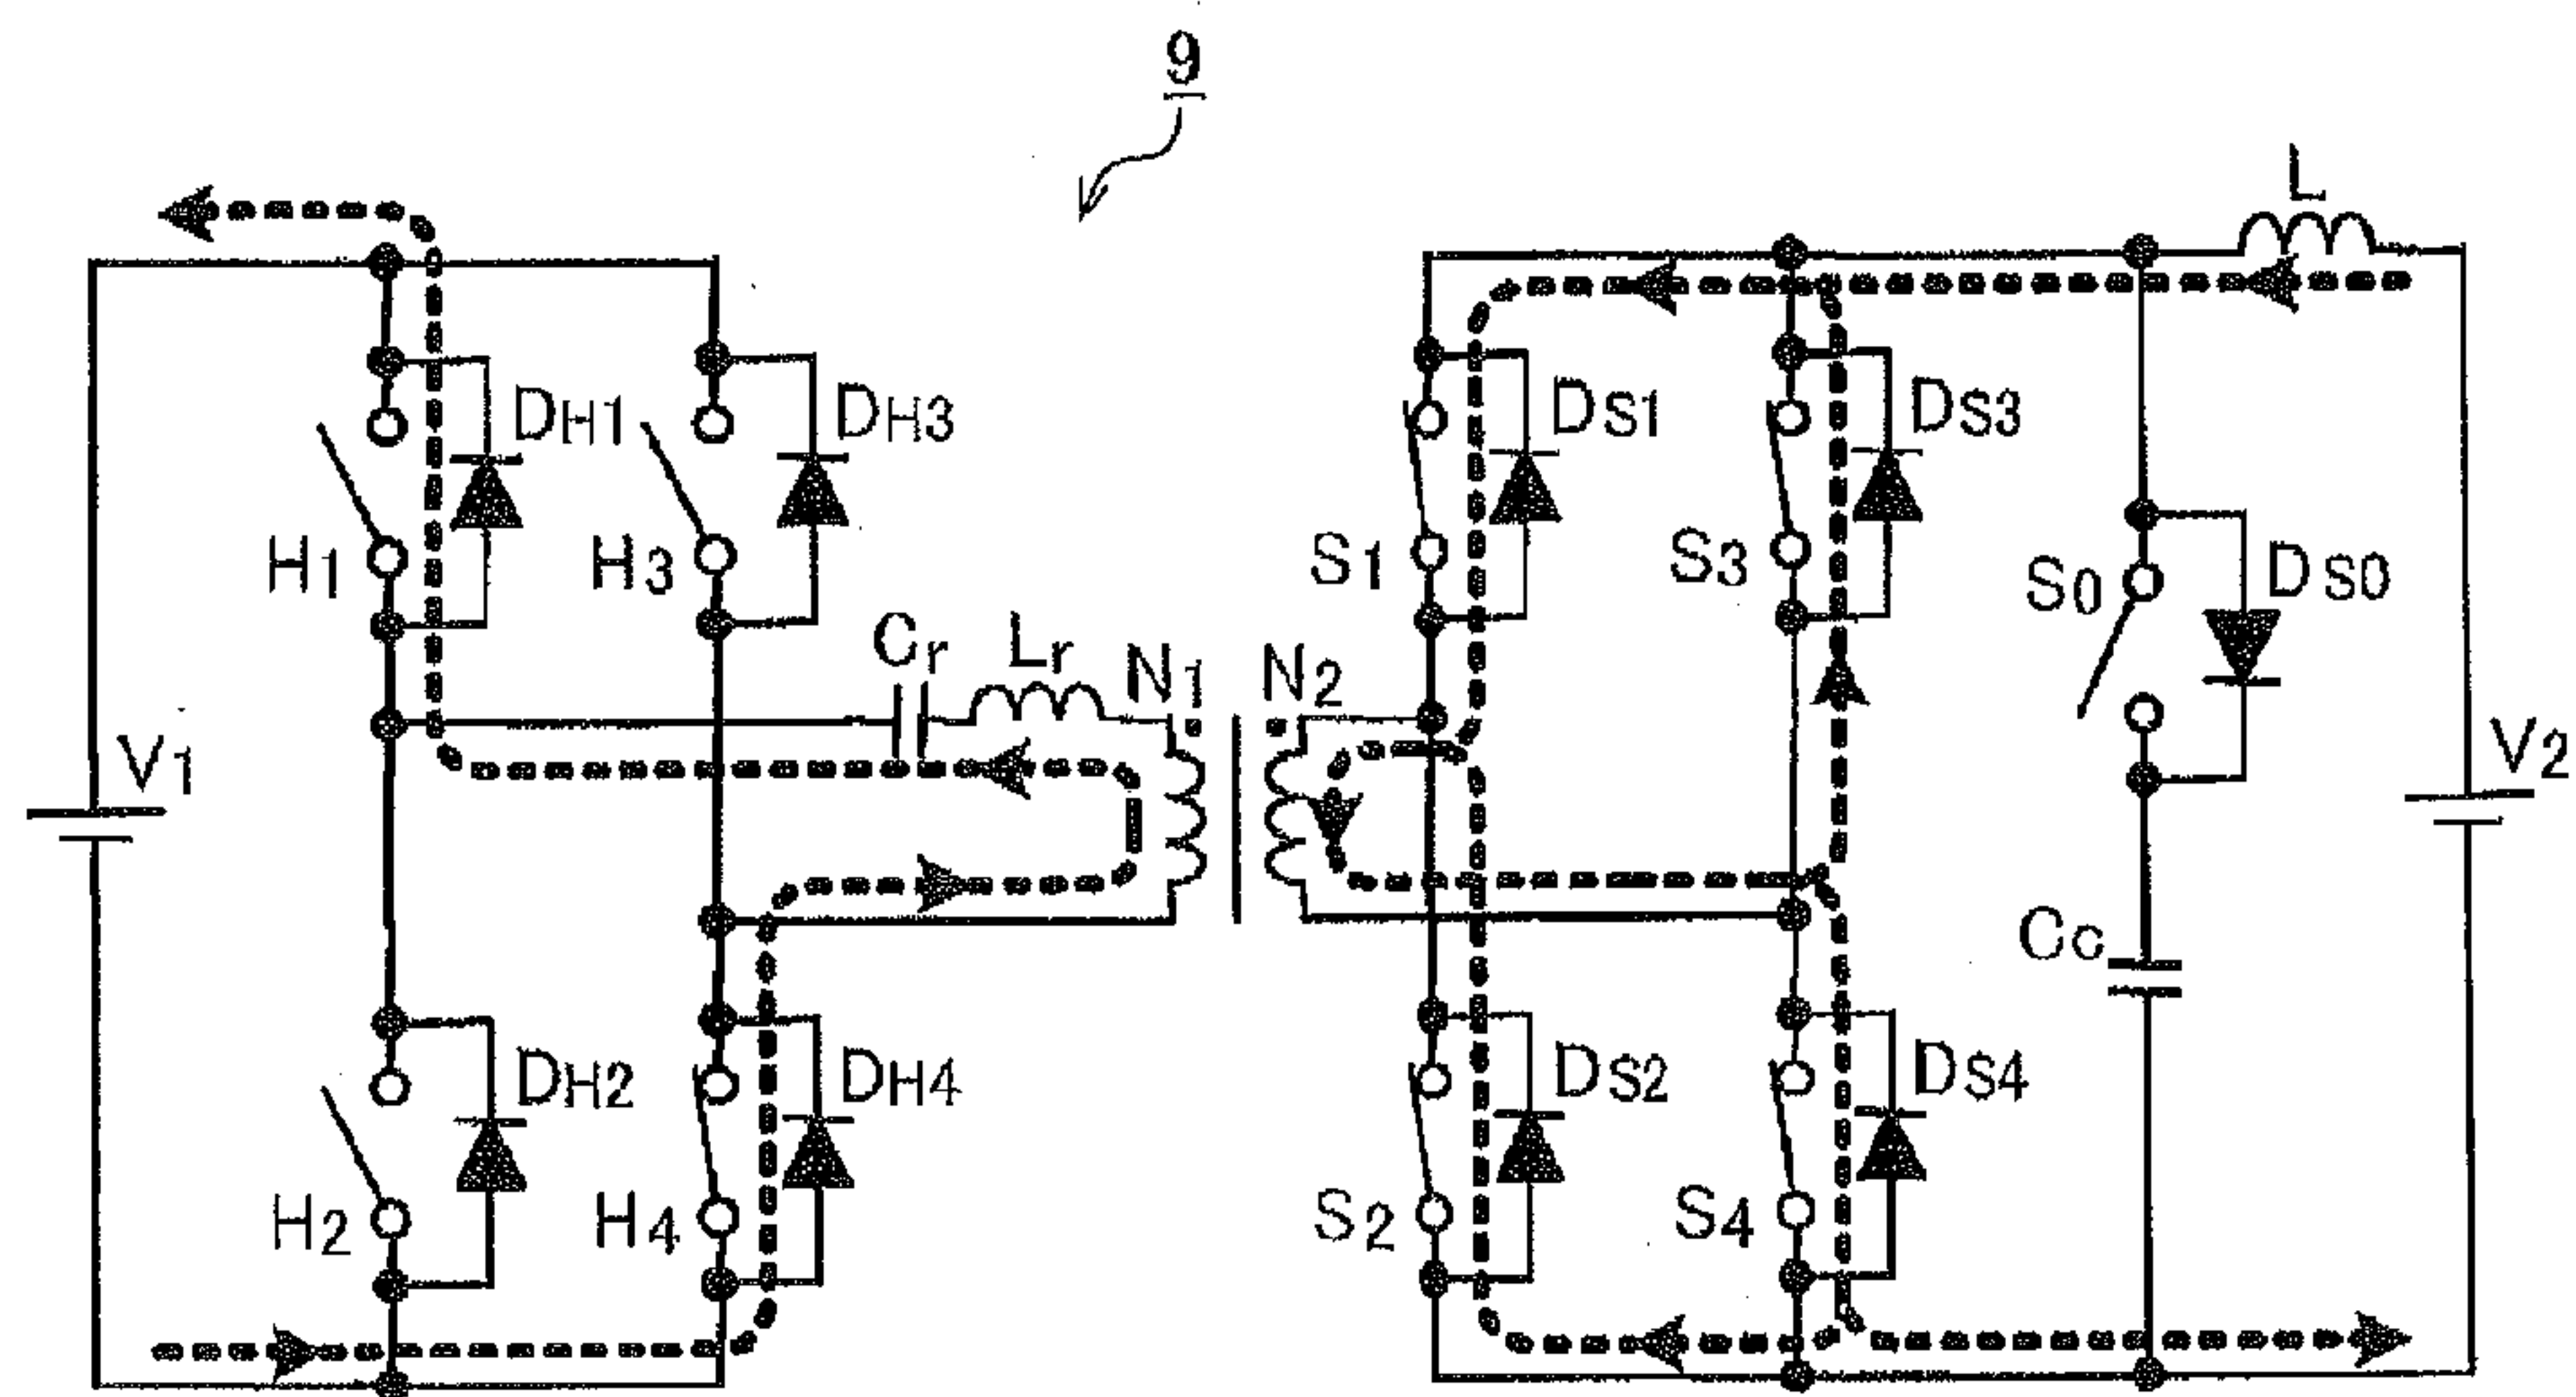 9
L
DH1
DH3
DS1
DS3
H1
H3
S1
S3
S0
DS0
Cr
Lr
N1
N2
V1
V2
Cc
DH2
DH4
DS2
DS4
H2
H4
S2
S4